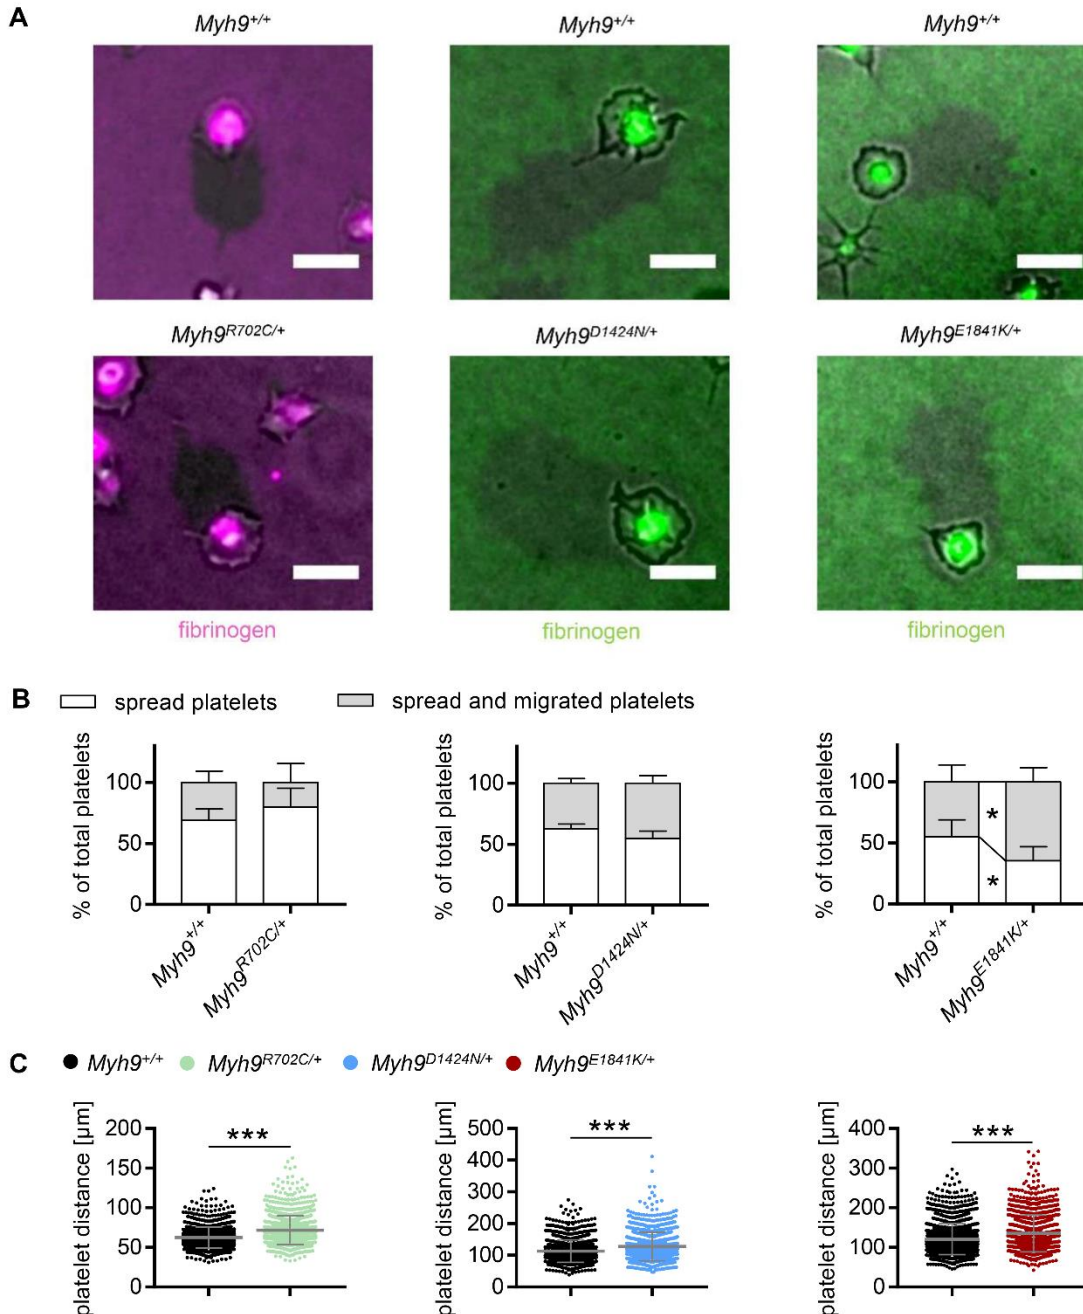 A
Myh9+/+ Myh9+/+ Myh9+/+
Myh9R702C/+ Myh9D1424N/+ Myh9E1841K/+
fibrinogen fibrinogen fibrinogen
B spread platelets spread and migrated platelets
% of total platelets
100
50
0
Myh9+/+
Myh9R702C/+
% of total platelets
100
50
0
Myh9+/+
Myh9D1424N/+
% of total platelets
100
50
0
*
*
Myh9+/+
Myh9E1841K/+
C Myh9+/+ Myh9R702C/+ Myh9D1424N/+ Myh9E1841K/+
platelet distance [µm]
200
150
100
50
0
***
platelet distance [µm]
500
400
300
200
100
0
***
platelet distance [µm]
400
300
200
100
0
***